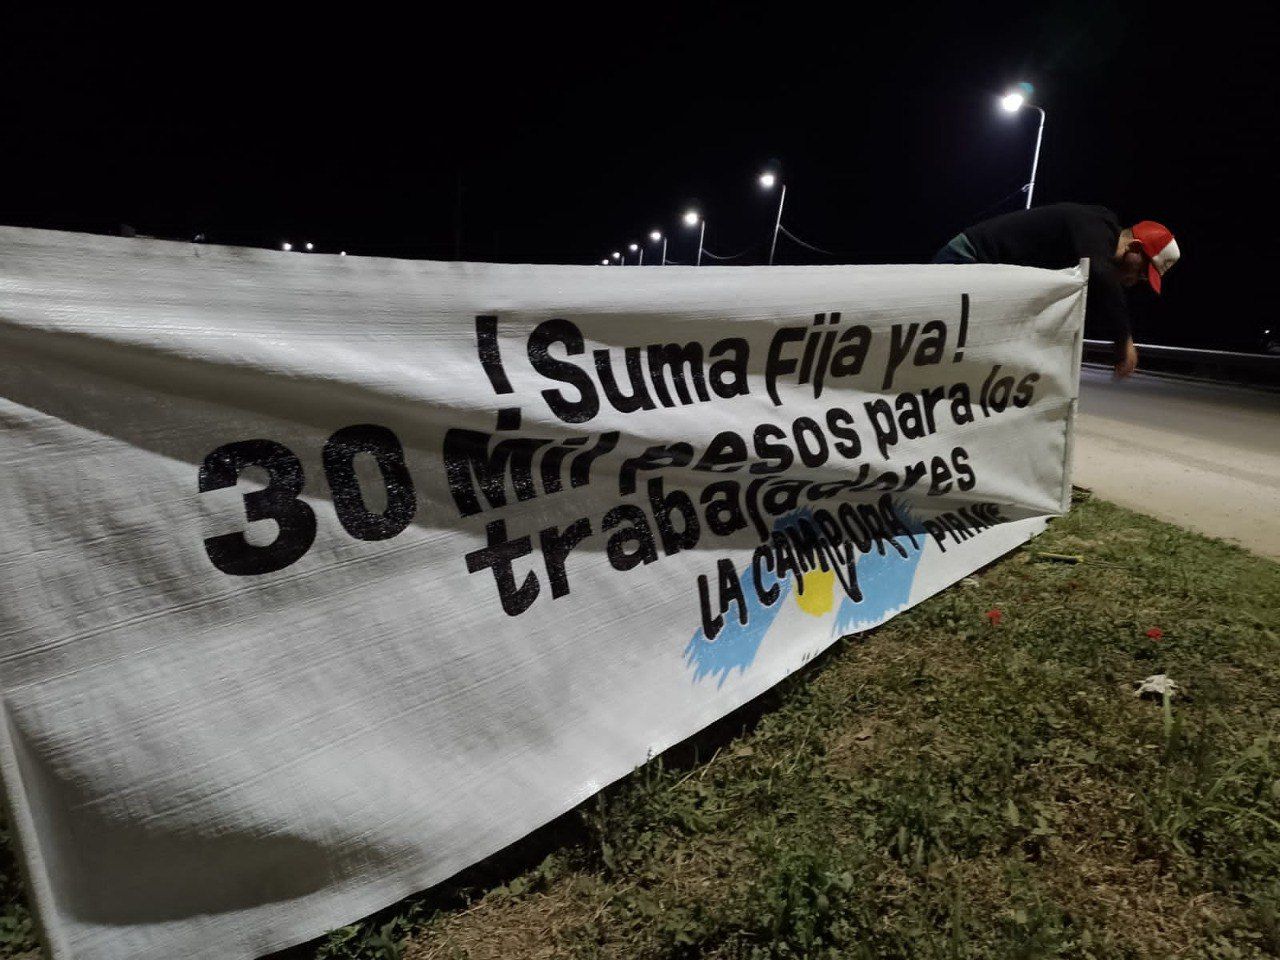 !Suma Fija ya!
30 Mil pesos para los
trabajadores
LA CAMPORA PIRANE